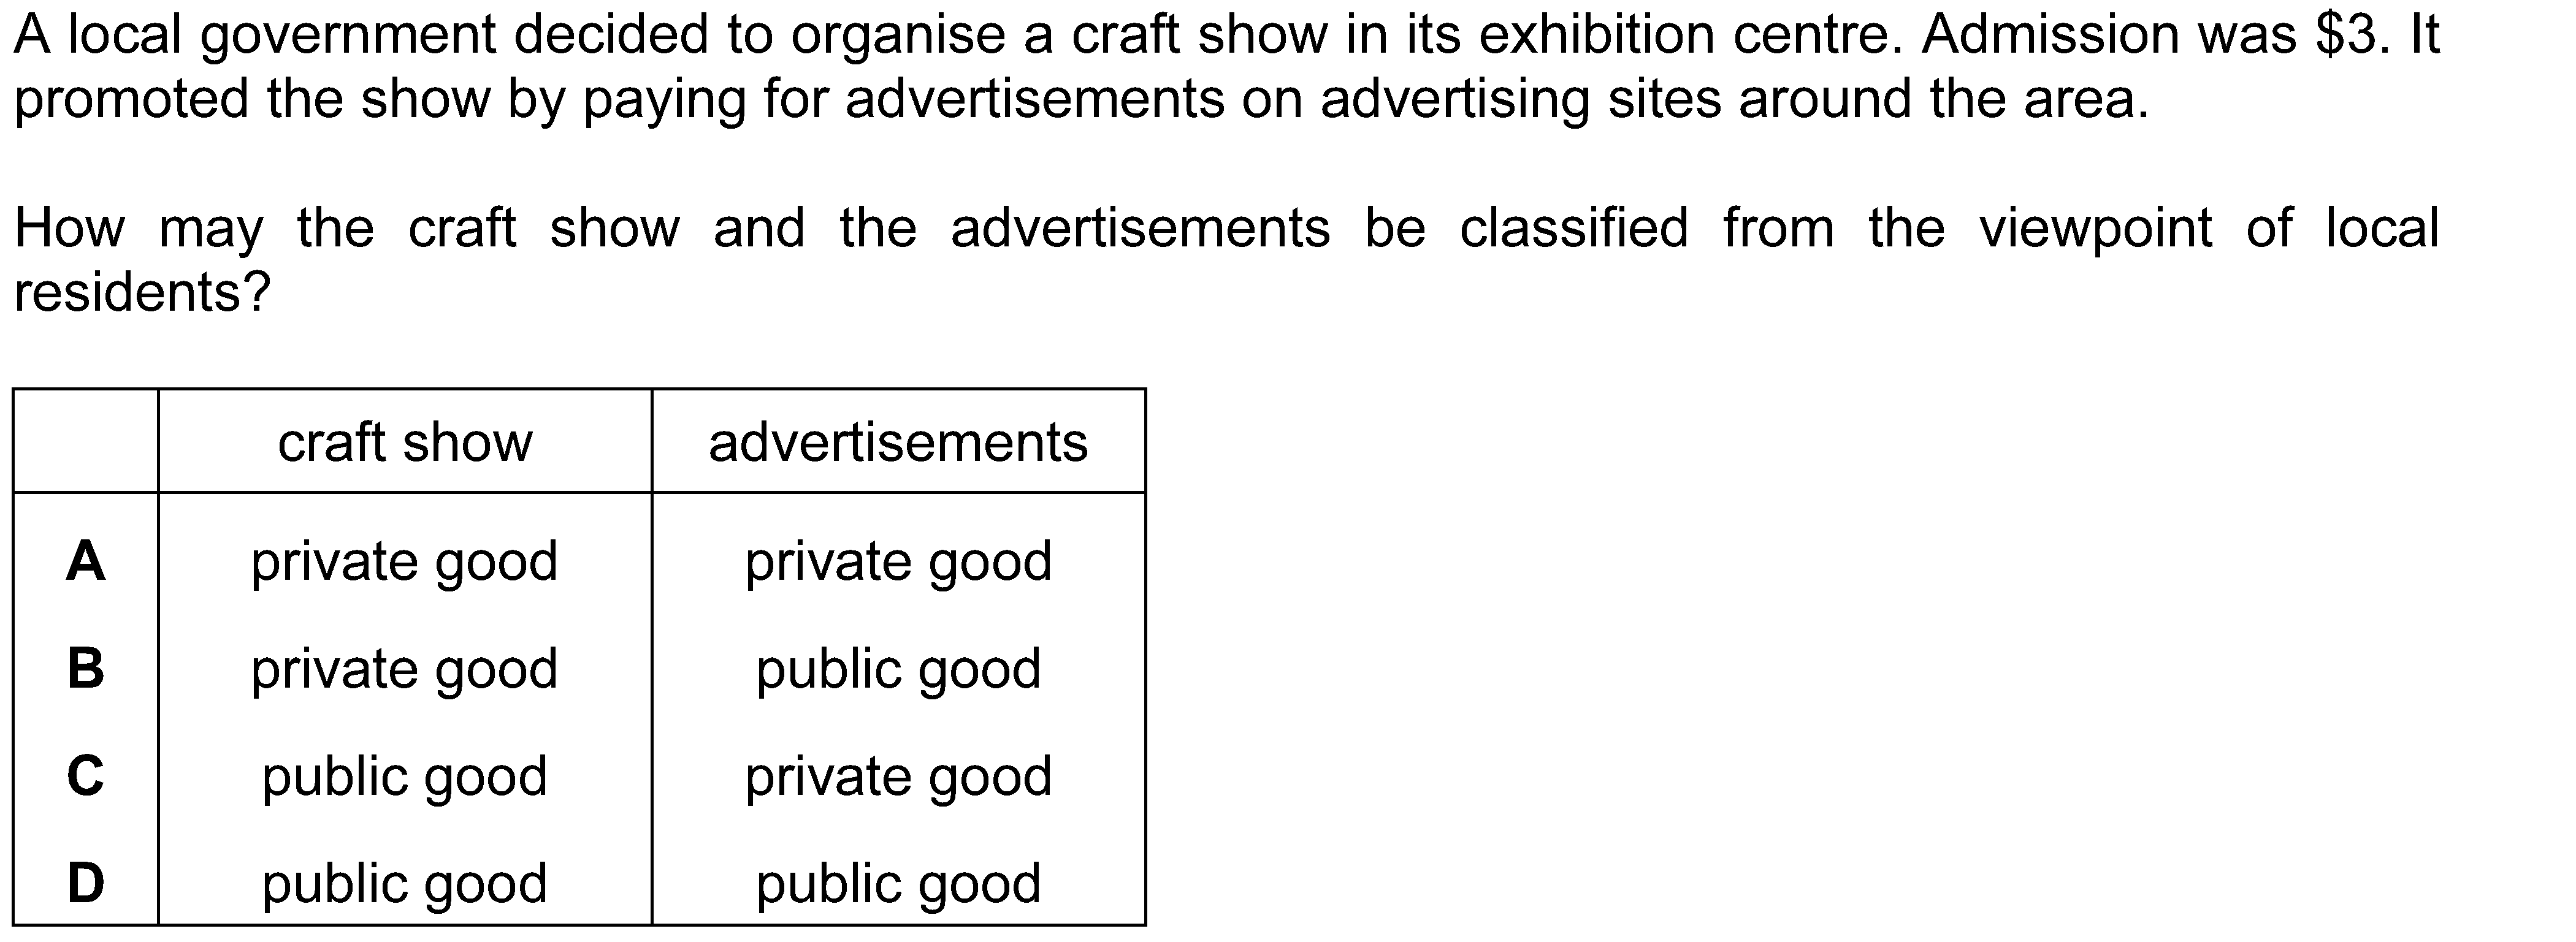 A local government decided to organise a craft show in its exhibition centre. Admission was $3. It
promoted the show by paying for advertisements on advertising sites around the area.
How may the craft show and the advertisements be classified from the viewpoint of local
residents?
craft show advertisements
A private good private good
B private good public good
C public good private good
D public good public good